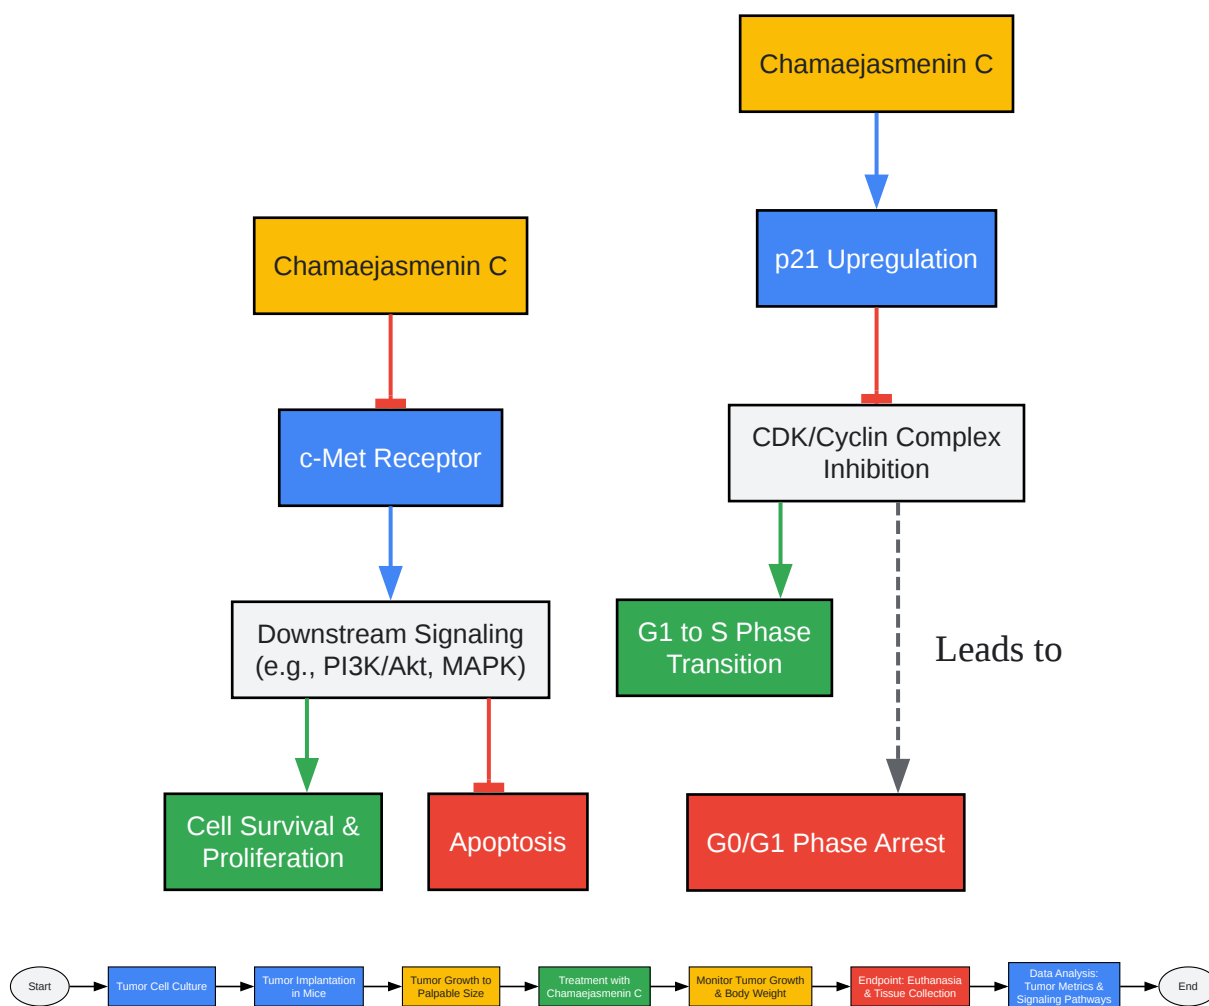 Chamaejasmenin C
c-Met Receptor
Downstream Signaling
(e.g., PI3K/Akt, MAPK)
Cell Survival &
Proliferation
Apoptosis
Chamaejasmenin C
p21 Upregulation
CDK/Cyclin Complex
Inhibition
G1 to S Phase
Transition
Leads to
G0/G1 Phase Arrest
Start
Tumor Cell Culture
Tumor Implantation
in Mice
Tumor Growth to
Palpable Size
Treatment with
Chamaejasmenin C
Monitor Tumor Growth
& Body Weight
Endpoint: Euthanasia
& Tissue Collection
Data Analysis:
Tumor Metrics &
Signaling Pathways
End